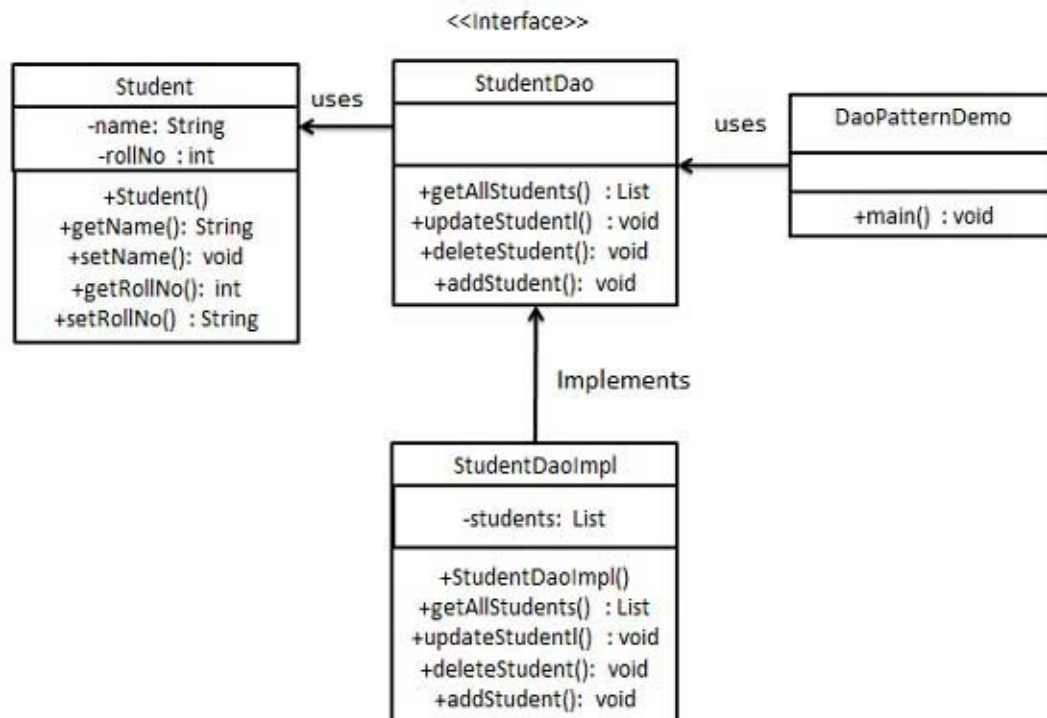 <<Interface>>
Student
-name: String
-rollNo : int
+Student()
+getName(): String
+setName(): void
+getRollNo(): int
+setRollNo() : String
uses
StudentDao
+getAllStudents() : List
+updateStudentl() : void
+deleteStudent(): void
+addStudent(): void
uses
DaoPatternDemo
+main() : void
Implements
StudentDaoImpl
-students: List
+StudentDaoImpl()
+getAllStudents() : List
+updateStudentl() : void
+deleteStudent(): void
+addStudent(): void